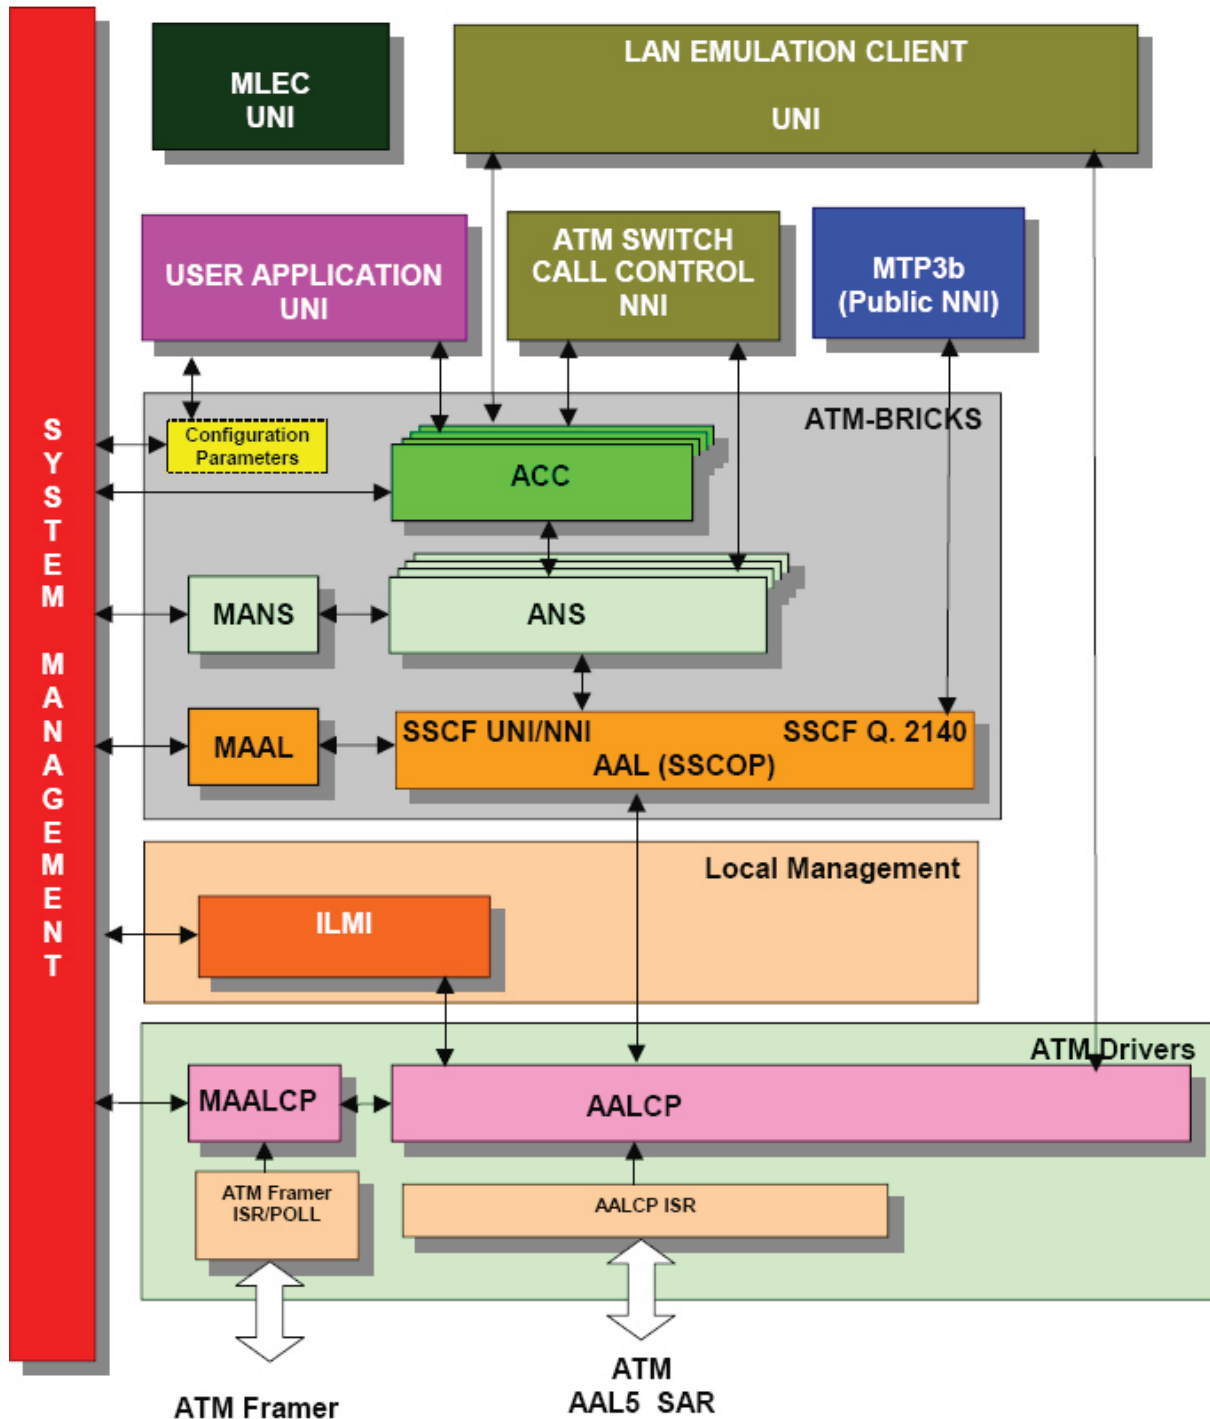 MLEC
UNI
LAN EMULATION CLIENT
UNI
USER APPLICATION
UNI
ATM SWITCH
CALL CONTROL
NNI
MTP3b
(Public NNI)
SYSTEM MANAGEMENT
ATM-BRICKS
Configuration
Parameters
ACC
MANS
ANS
MAAL
SSCF UNI/NNI
SSCF Q. 2140
AAL (SSCOP)
Local Management
ILMI
ATM Drivers
MAALCP
AALCP
ATM Framer
ISR/POLL
AALCP ISR
ATM Framer
ATM
AAL5 SAR